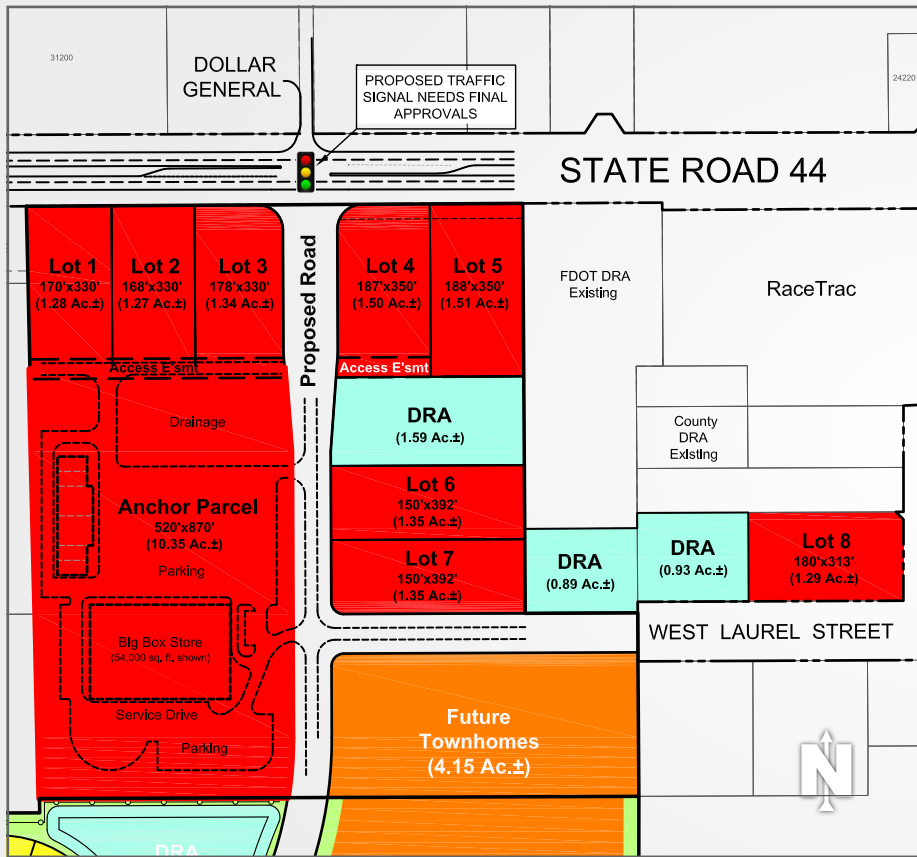 31200
DOLLAR
GENERAL
PROPOSED TRAFFIC
SIGNAL NEEDS FINAL
APPROVALS
24220
STATE ROAD 44
Lot 1
170'x330'
(1.28 Ac.±)
Lot 2
168'x330'
(1.27 Ac.±)
Lot 3
178'x330'
(1.34 Ac.±)
Proposed Road
Lot 4
187'x350'
(1.50 Ac.±)
Lot 5
188'x350'
(1.51 Ac.±)
FDOT DRA
Existing
RaceTrac
Access E'smt
Access E'smt
Drainage
DRA
(1.59 Ac.±)
County
DRA
Existing
Anchor Parcel
520'x870'
(10.35 Ac.±)
Parking
Lot 6
150'x392'
(1.35 Ac.±)
Lot 7
150'x392'
(1.35 Ac.±)
DRA
(0.89 Ac.±)
DRA
(0.93 Ac.±)
Lot 8
180'x313'
(1.29 Ac.±)
Big Box Store
(54,000 sq. ft. shown)
WEST LAUREL STREET
Service Drive
Parking
Future
Townhomes
(4.15 Ac.±)
N
DRA